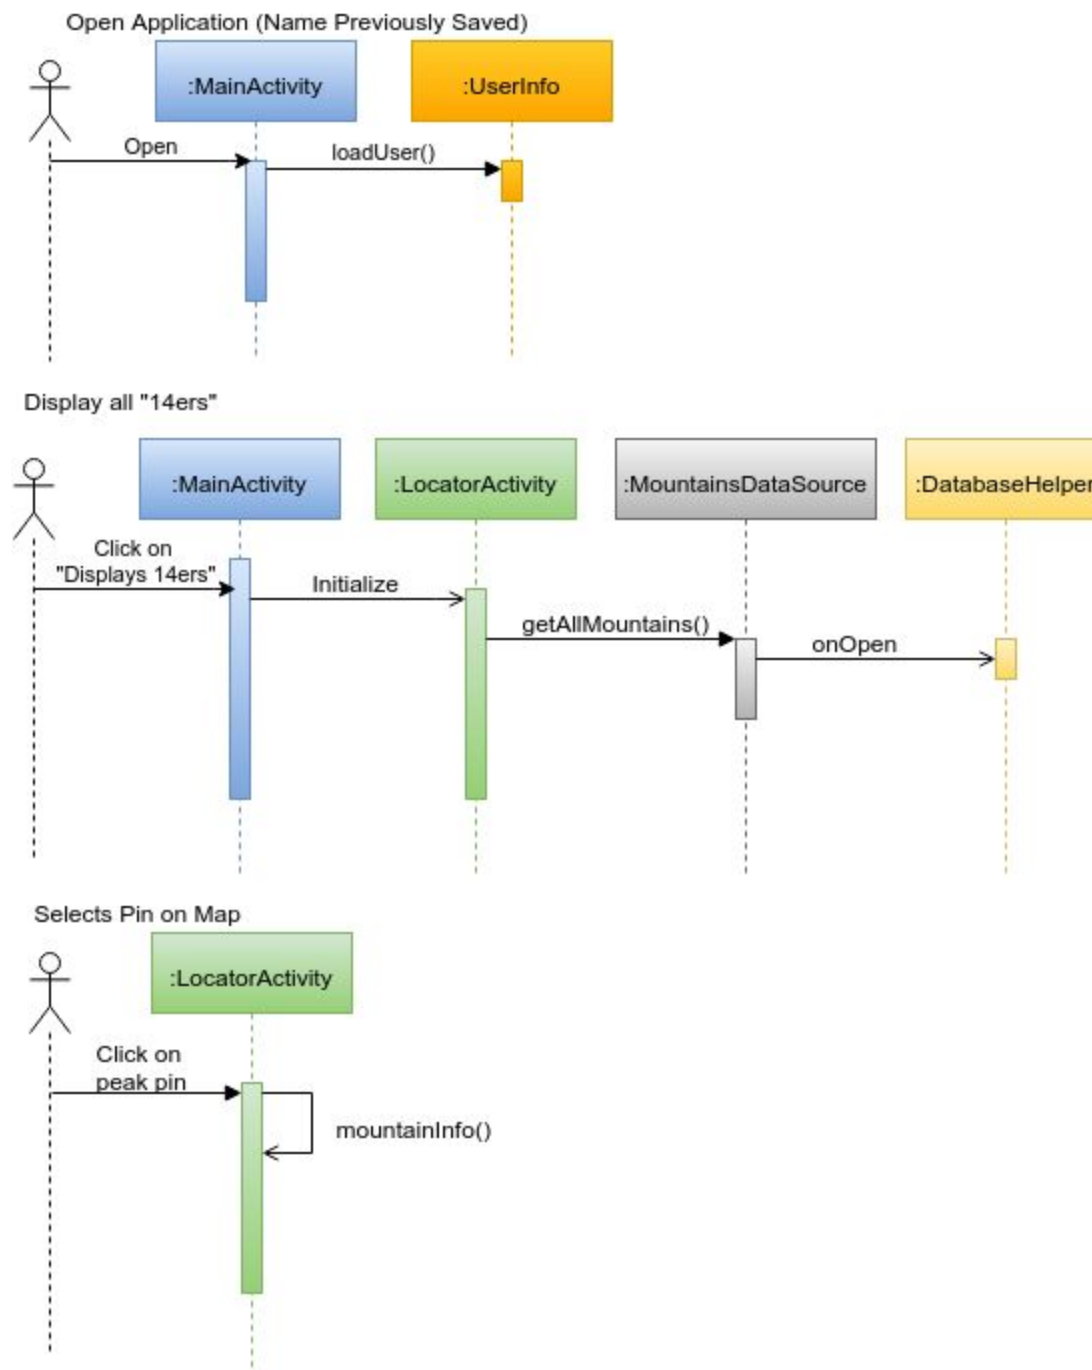 Open Application (Name Previously Saved)
:MainActivity
:UserInfo
Open
loadUser()
Display all "14ers"
:MainActivity
:LocatorActivity
:MountainsDataSource
:DatabaseHelper
Click on
"Displays 14ers"
Initialize
getAllMountains()
onOpen
Selects Pin on Map
:LocatorActivity
Click on
peak pin
mountainInfo()